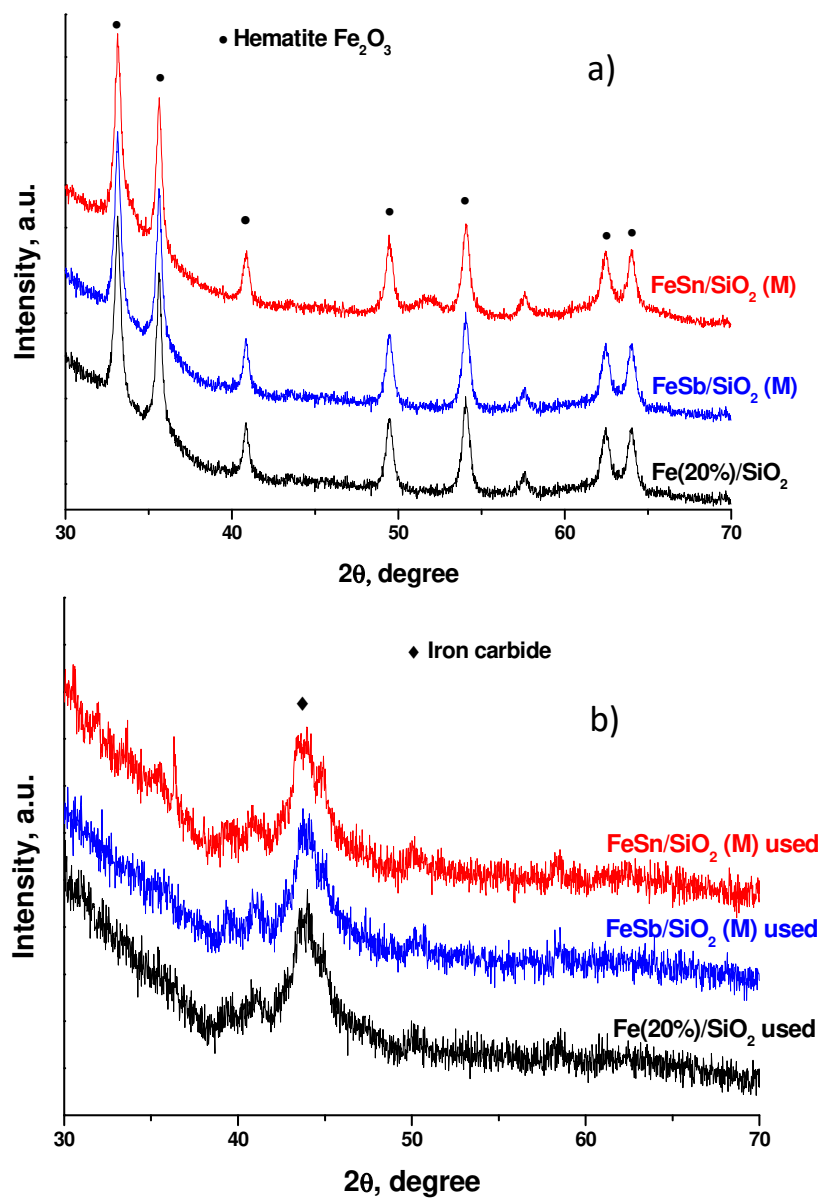 • Hematite Fe₂O₃
a)
FeSn/SiO₂ (M)
FeSb/SiO₂ (M)
Fe(20%)/SiO₂
Intensity, a.u.
30 40 50 60 70
2θ, degree
♦ Iron carbide
b)
FeSn/SiO₂ (M) used
FeSb/SiO₂ (M) used
Fe(20%)/SiO₂ used
Intensity, a.u.
30 40 50 60 70
2θ, degree